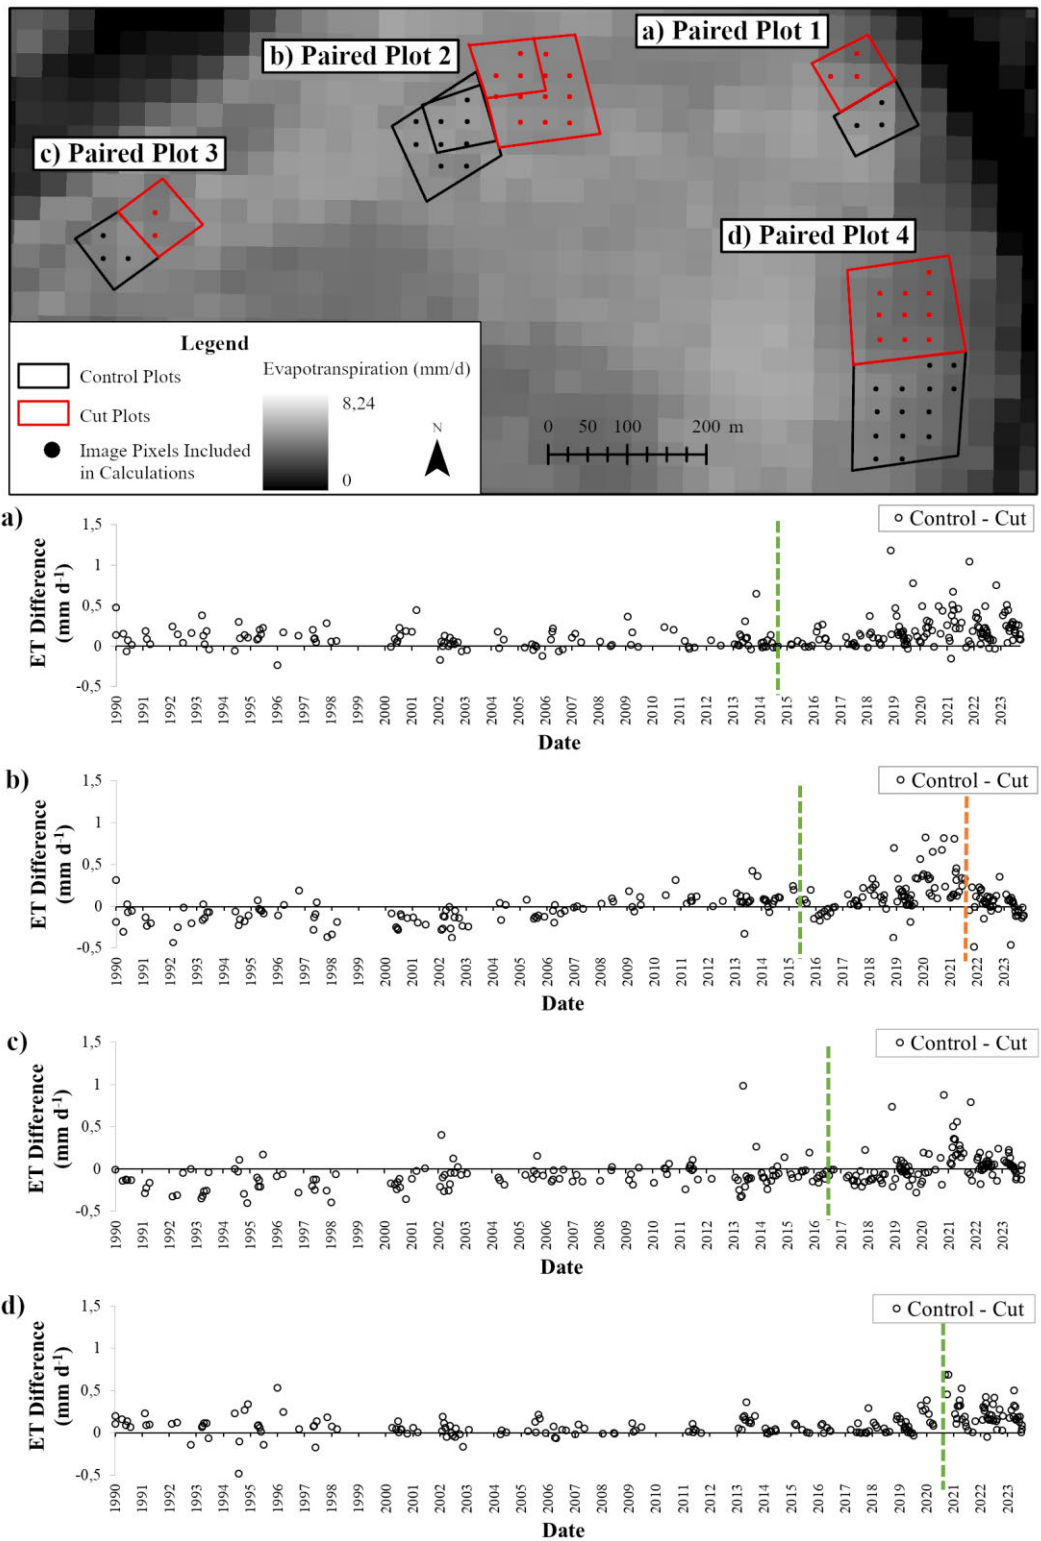 a) Paired Plot 1
b) Paired Plot 2
c) Paired Plot 3
d) Paired Plot 4
Legend
Control Plots
Cut Plots
Image Pixels Included
in Calculations
Evapotranspiration (mm/d)
8,24
0
N
0 50 100 200 m
a)
Control - Cut
ET Difference
(mm d-1)
1,5
1
0,5
0
-0,5
1990 1991 1992 1993 1994 1995 1996 1997 1998 1999 2000 2001 2002 2003 2004 2005 2006 2007 2008 2009 2010 2011 2012 2013 2014 2015 2016 2017 2018 2019 2020 2021 2022 2023
Date
b)
Control - Cut
ET Difference
(mm d-1)
1,5
1
0,5
0
-0,5
1990 1991 1992 1993 1994 1995 1996 1997 1998 1999 2000 2001 2002 2003 2004 2005 2006 2007 2008 2009 2010 2011 2012 2013 2014 2015 2016 2017 2018 2019 2020 2021 2022 2023
Date
c)
Control - Cut
ET Difference
(mm d-1)
1,5
1
0,5
0
-0,5
1990 1991 1992 1993 1994 1995 1996 1997 1998 1999 2000 2001 2002 2003 2004 2005 2006 2007 2008 2009 2010 2011 2012 2013 2014 2015 2016 2017 2018 2019 2020 2021 2022 2023
Date
d)
Control - Cut
ET Difference
(mm d-1)
1,5
1
0,5
0
-0,5
1990 1991 1992 1993 1994 1995 1996 1997 1998 1999 2000 2001 2002 2003 2004 2005 2006 2007 2008 2009 2010 2011 2012 2013 2014 2015 2016 2017 2018 2019 2020 2021 2022 2023
Date